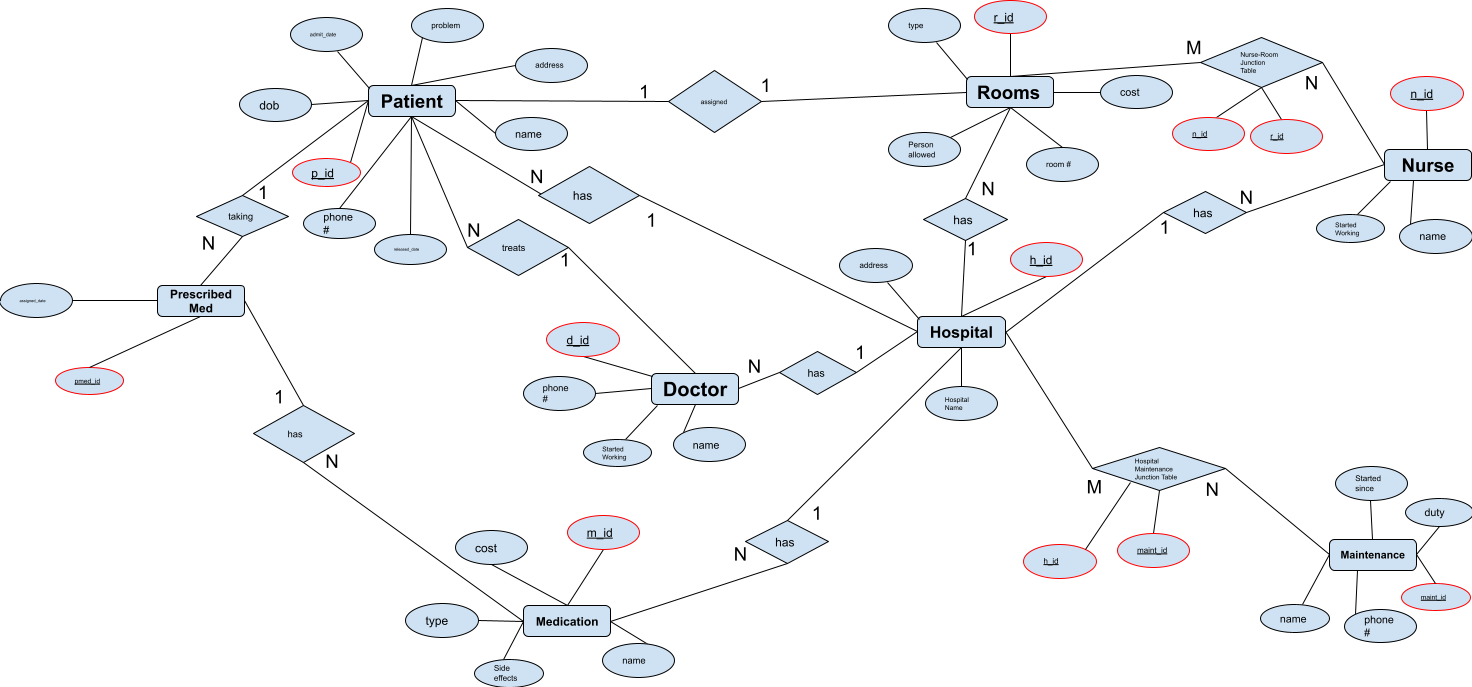 admit_date
problem
address
dob
Patient
name
p_id
phone
#
released_date
1
assigned
1
type
r_id
Rooms
cost
Person
allowed
room #
M
Nurse-Room
Junction
Table
N
n_id
r_id
n_id
Nurse
Started
Working
name
1
taking
N
N
has
1
N
treats
1
N
has
1
1
has
N
assigned_date
Prescribed
Med
pmed_id
address
h_id
Hospital
Hospital
Name
d_id
phone
#
Doctor
Started
Working
name
N
has
1
1
has
N
M
Hospital
Maintenance
Junction Table
N
h_id
maint_id
Started
since
duty
Maintenance
maint_id
name
phone
#
1
has
N
cost
m_id
type
Medication
Side
effects
name